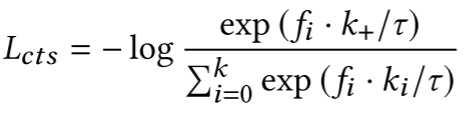 L_{cts} = -\log \frac{\exp(f_i \cdot k_+ / \tau)}{\sum_{i=0}^{k} \exp(f_i \cdot k_i / \tau)}